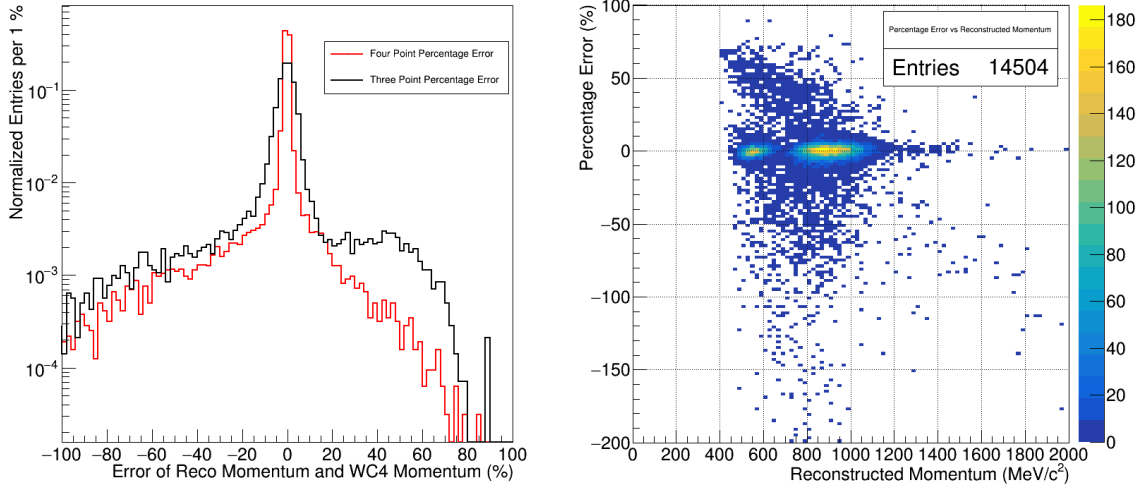 Normalized Entries per 1 %
10⁻¹
10⁻²
10⁻³
10⁻⁴
Four Point Percentage Error
Three Point Percentage Error
−100 −80 −60 −40 −20 0 20 40 60 80 100
Error of Reco Momentum and WC4 Momentum (%)
Percentage Error (%)
100
50
0
−50
−100
−150
−200
Percentage Error vs Reconstructed Momentum
Entries 14504
0 200 400 600 800 1000 1200 1400 1600 1800 2000
Reconstructed Momentum (MeV/c²)
180
160
140
120
100
80
60
40
20
0